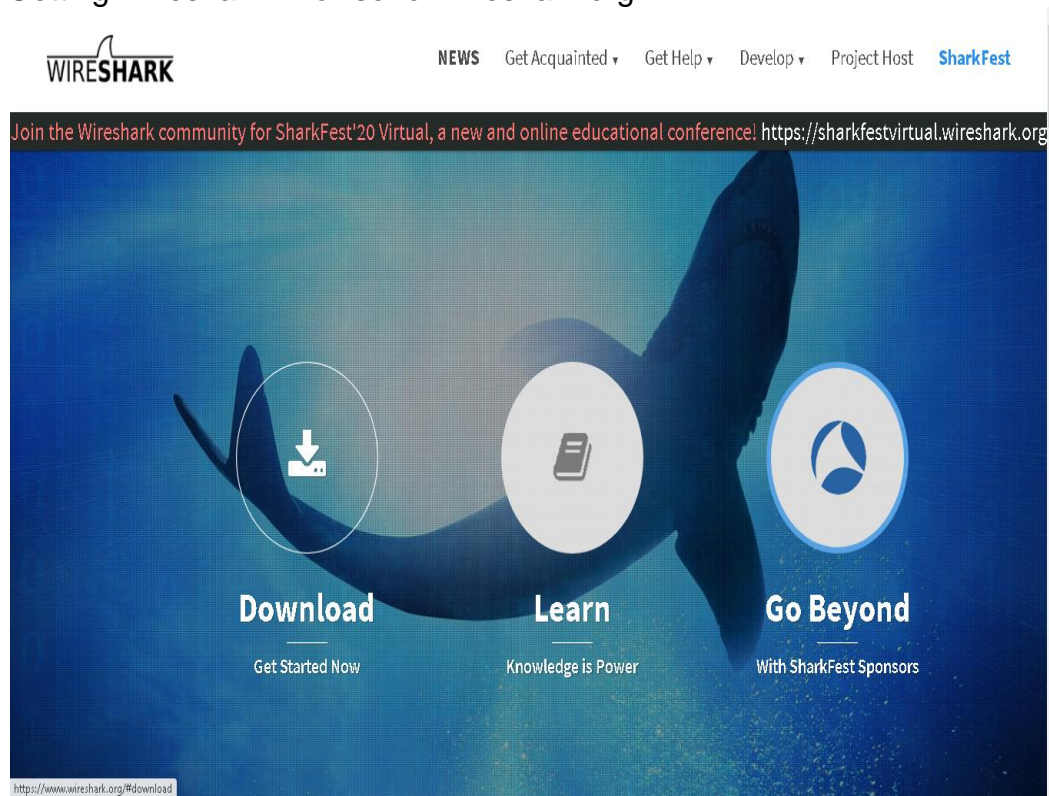 WIRESHARK
NEWS Get Acquainted ▾ Get Help ▾ Develop ▾ Project Host SharkFest
Join the Wireshark community for SharkFest'20 Virtual, a new and online educational conference! https://sharkfestvirtual.wireshark.org
Download Learn Go Beyond
Get Started Now Knowledge is Power With SharkFest Sponsors
https://www.wireshark.org/#download